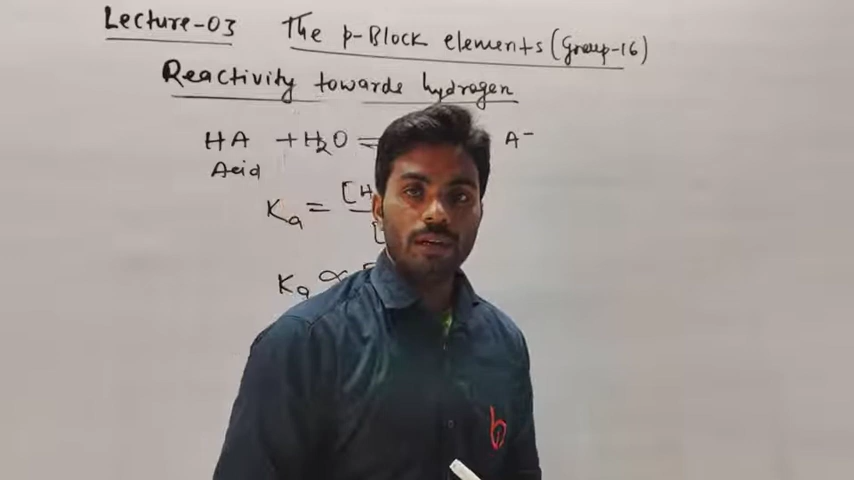 Lecture-03 The p-Block elements (Group-16)
Reactivity towards hydrogen
HA + H₂O ⇌ A⁻
Acid
Ka = [H
Ka ∝ [